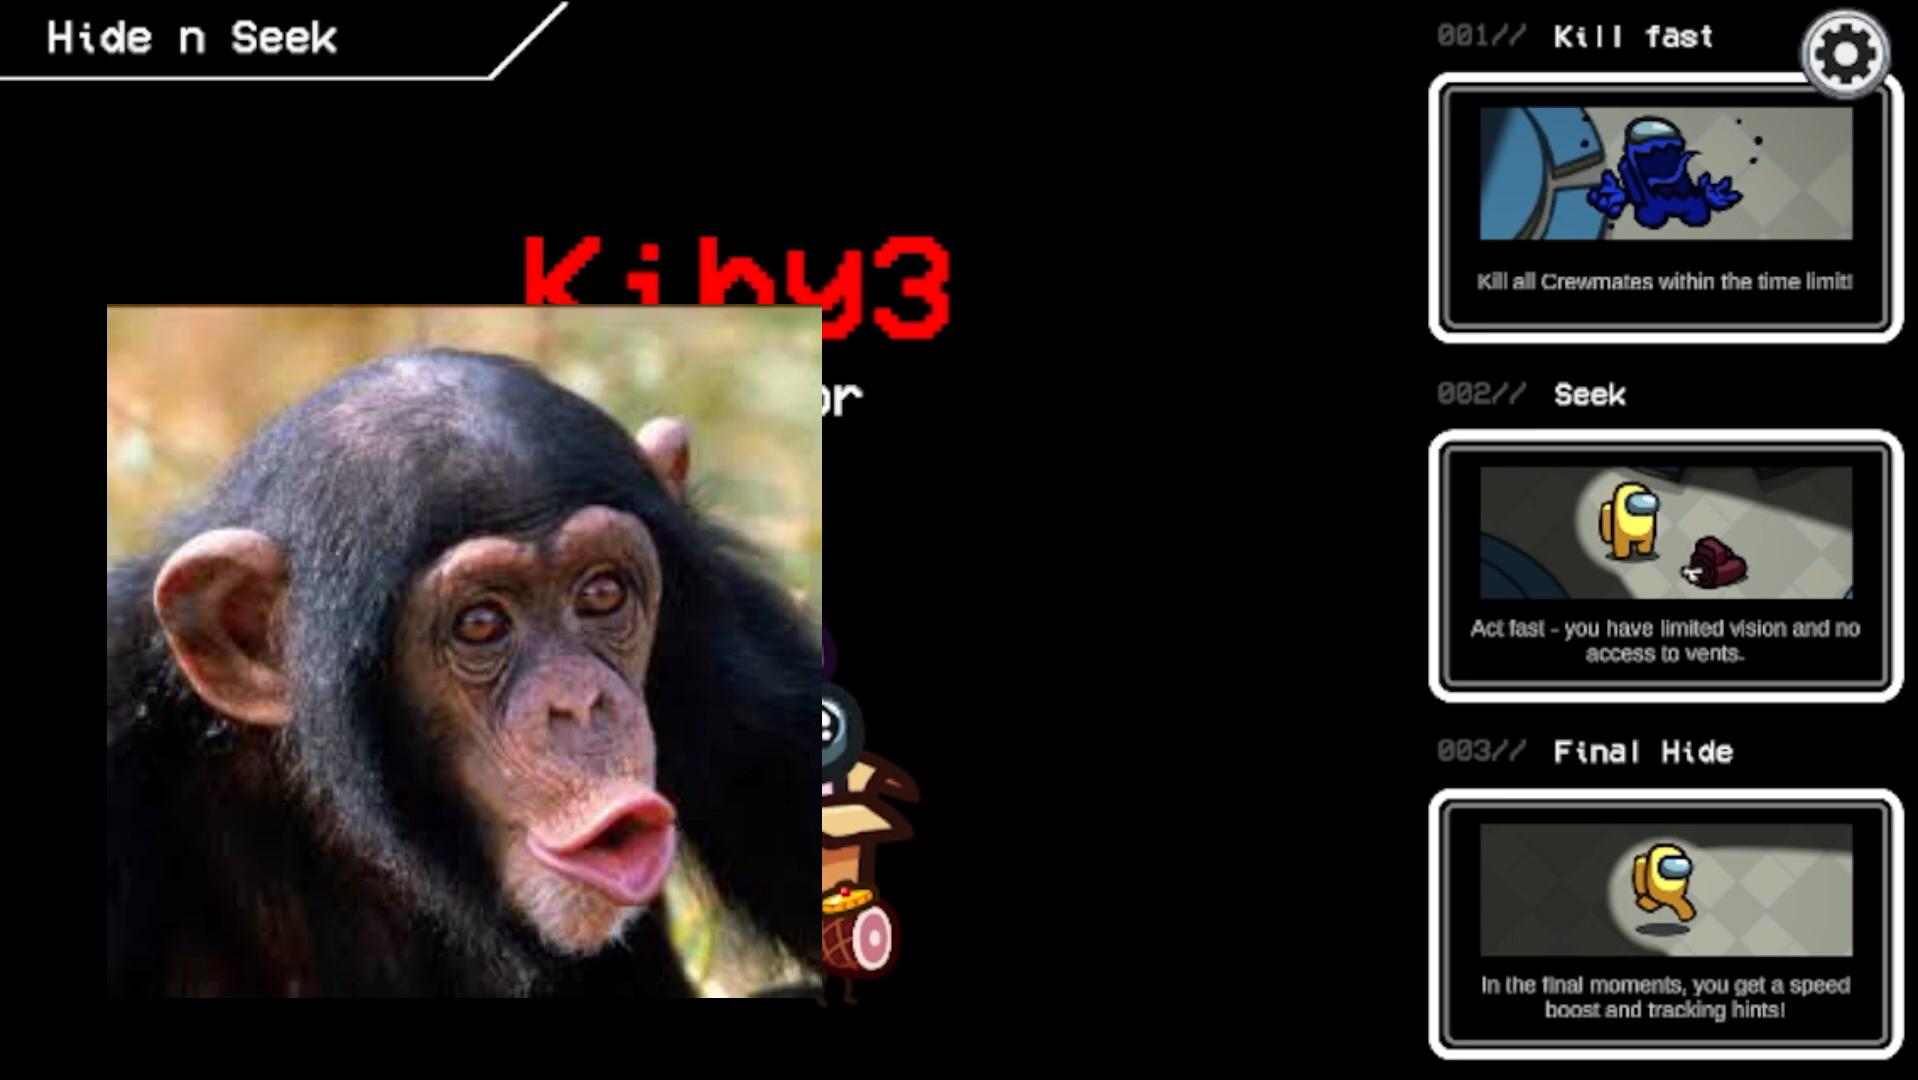 Hide n Seek
001// Kill fast
Kill all Crewmates within the time limit!
002// Seek
Act fast - you have limited vision and no
access to vents.
003// Final Hide
In the final moments, you get a speed
boost and tracking hints!